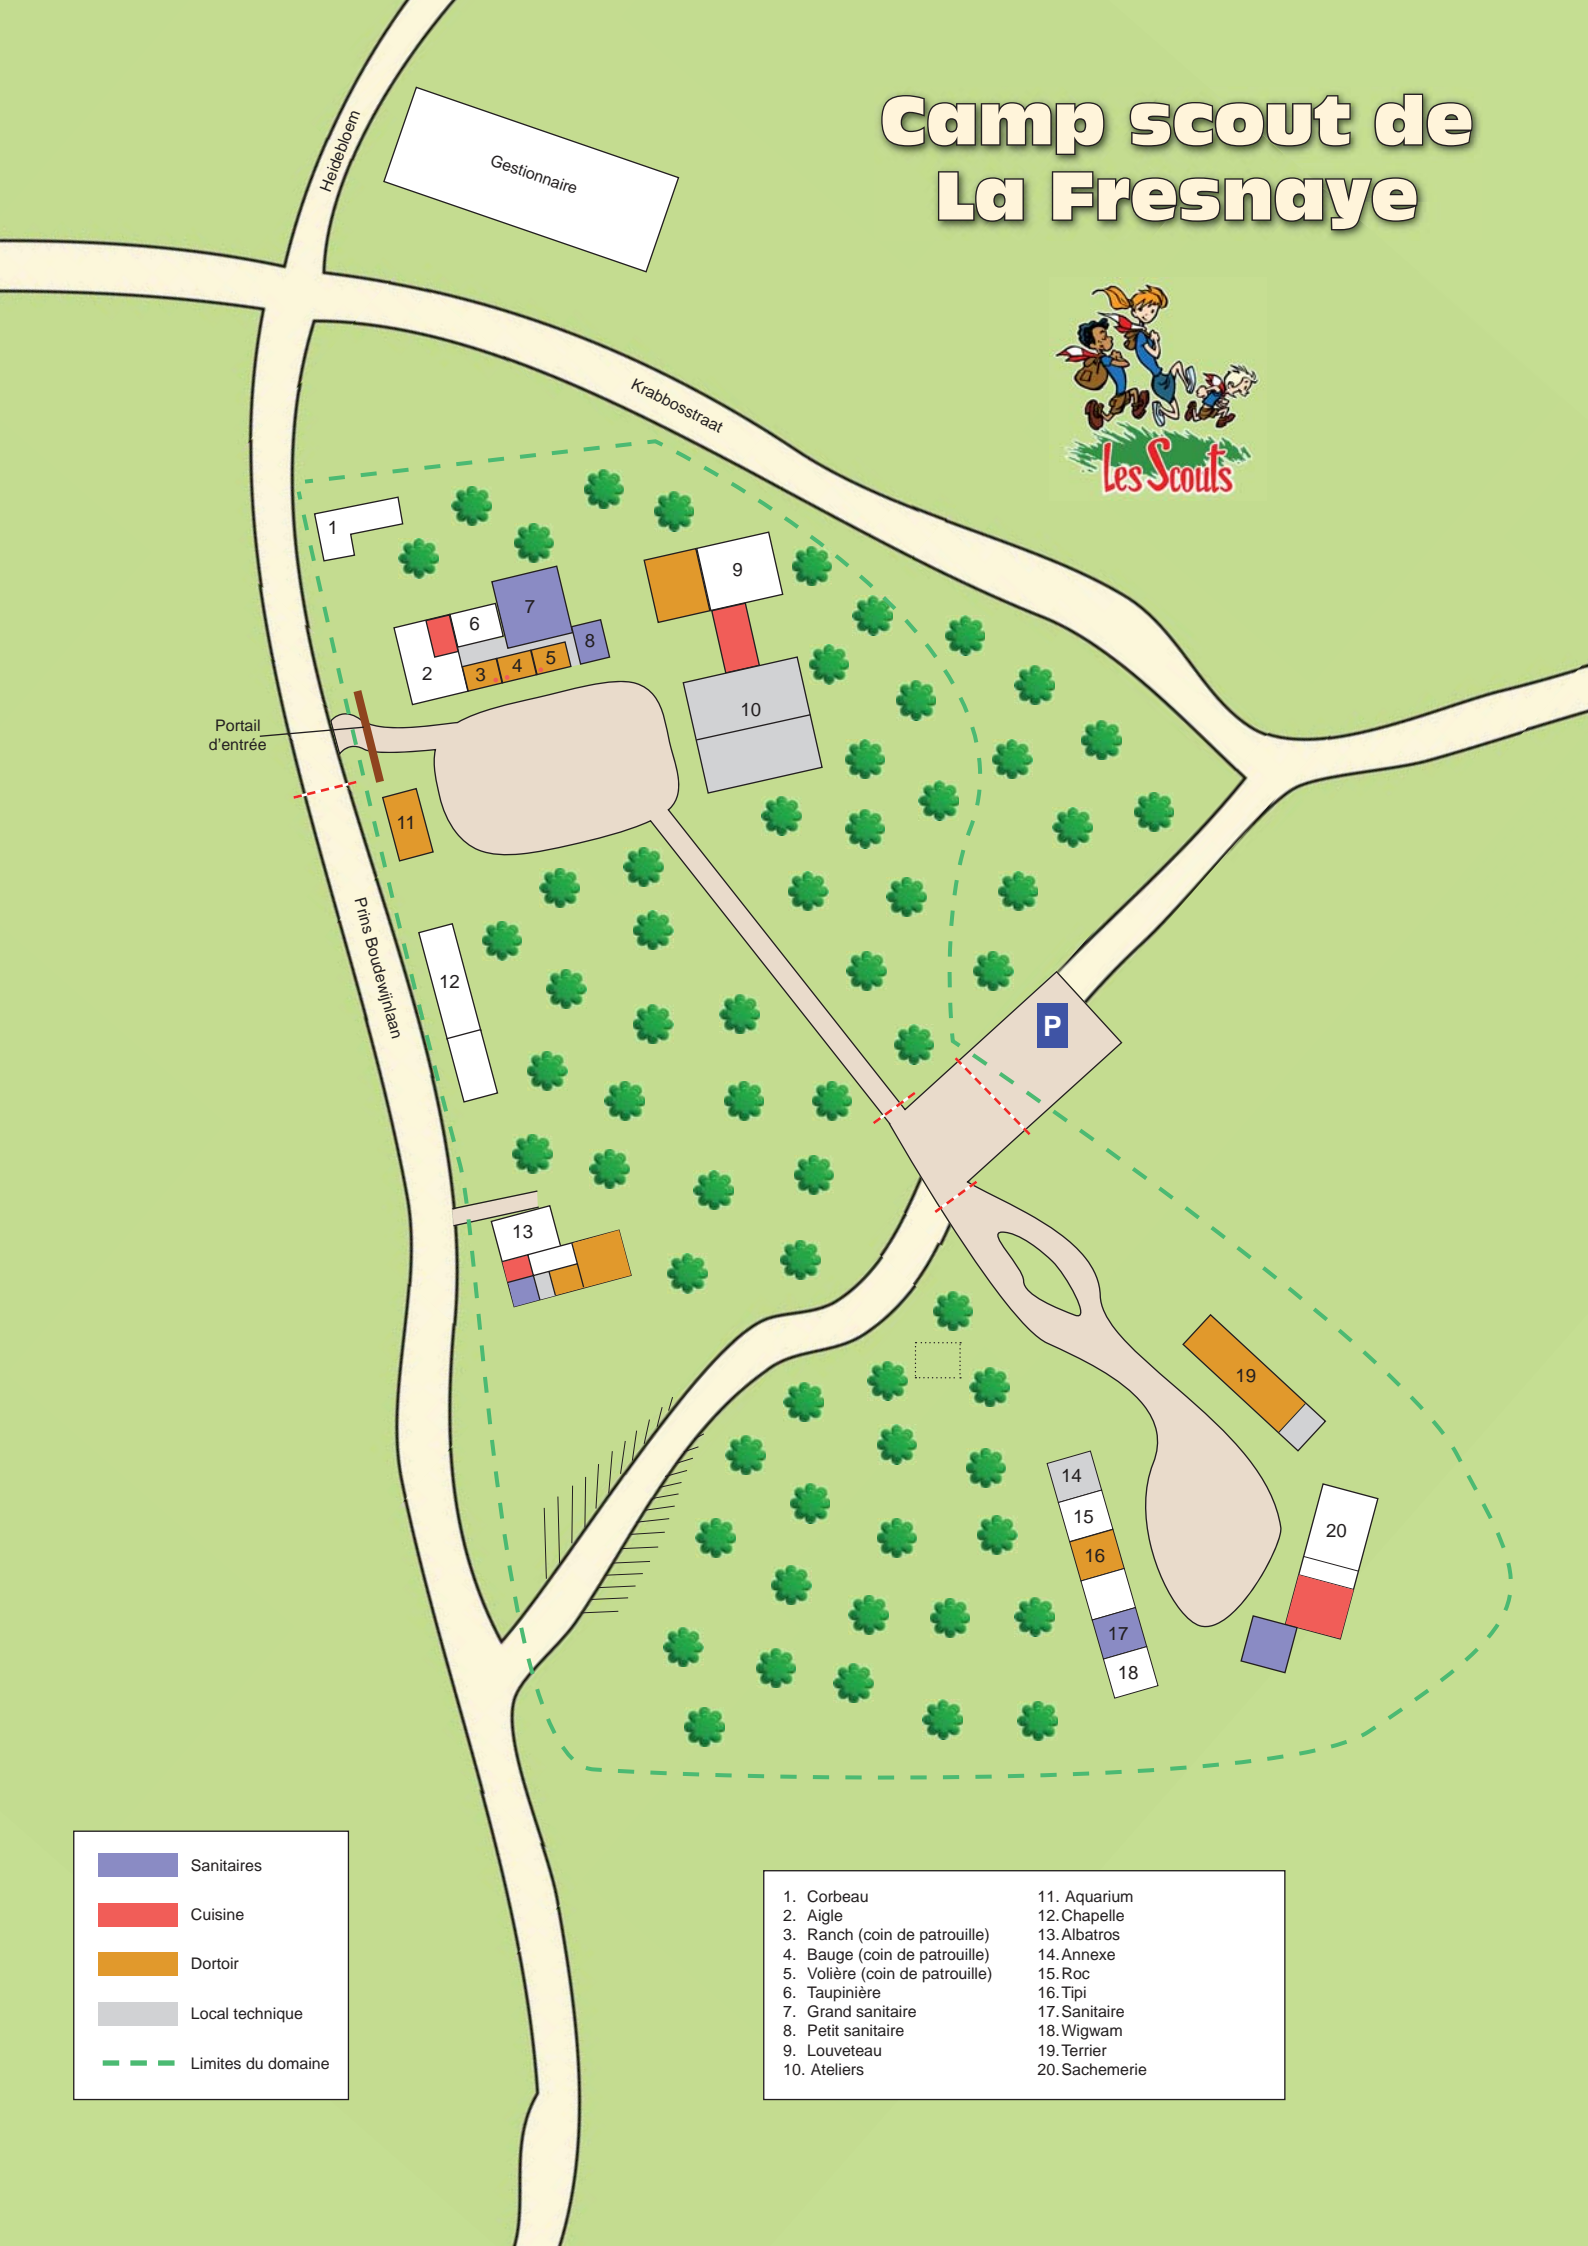 Camp scout de
La Fresnaye
Heidebloem
Gestionnaire
Krabbosstraat
Les Scouts
1
7
9
6
8
2
3
4
5
10
Portail
d'entrée
11
Prins Boudewijnlaan
12
P
13
19
14
15
20
16
17
18
Sanitaires
Cuisine
Dortoir
Local technique
Limites du domaine
1. Corbeau
2. Aigle
3. Ranch (coin de patrouille)
4. Bauge (coin de patrouille)
5. Volière (coin de patrouille)
6. Taupinière
7. Grand sanitaire
8. Petit sanitaire
9. Louveteau
10. Ateliers
11. Aquarium
12. Chapelle
13. Albatros
14. Annexe
15. Roc
16. Tipi
17. Sanitaire
18. Wigwam
19. Terrier
20. Sachemerie